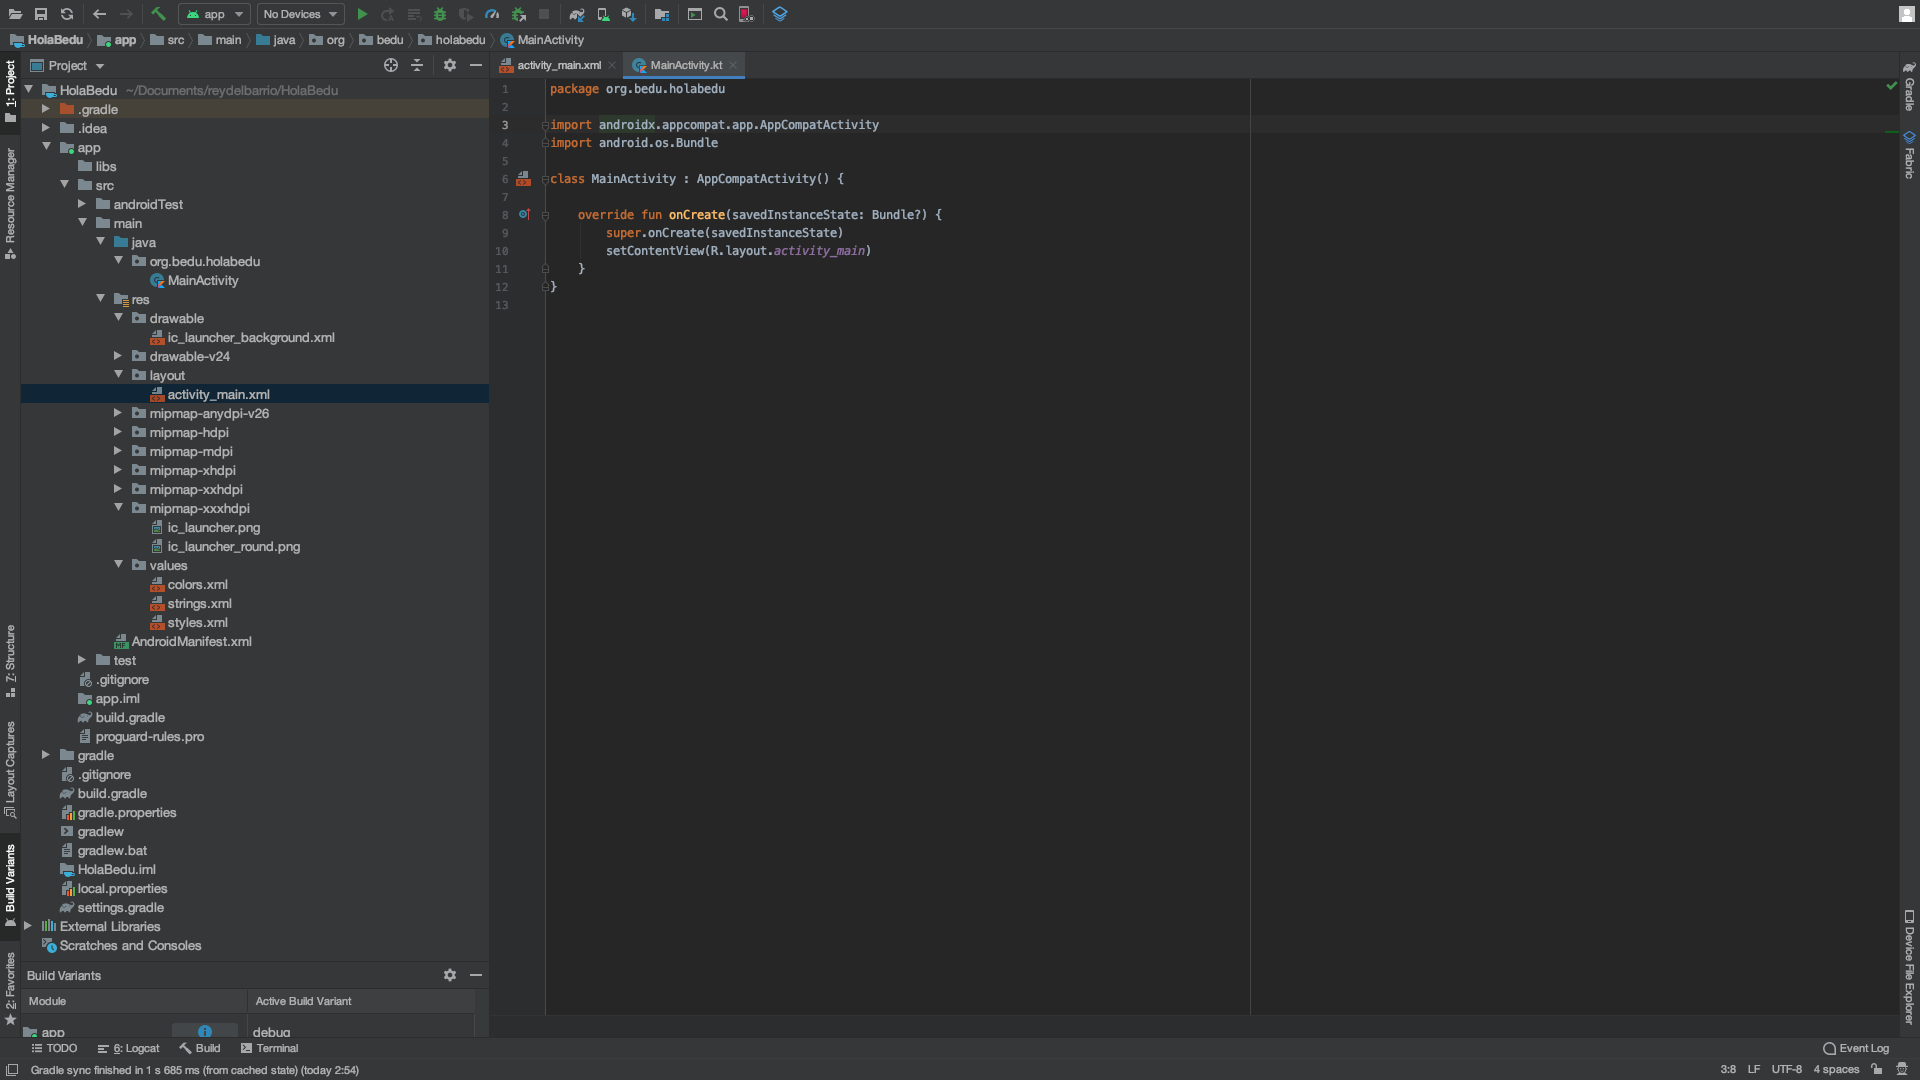 app
No Devices
HolaBedu
app
src
main
java
org
bedu
holabedu
MainActivity
1: Project
Resource Manager
7: Structure
Layout Captures
Build Variants
2: Favorites
Project
HolaBedu ~/Documents/reydelbarrio/HolaBedu
.gradle
.idea
app
libs
src
androidTest
main
java
org.bedu.holabedu
MainActivity
res
drawable
ic_launcher_background.xml
drawable-v24
layout
activity_main.xml
mipmap-anydpi-v26
mipmap-hdpi
mipmap-mdpi
mipmap-xhdpi
mipmap-xxhdpi
mipmap-xxxhdpi
ic_launcher.png
ic_launcher_round.png
values
colors.xml
strings.xml
styles.xml
AndroidManifest.xml
test
.gitignore
app.iml
build.gradle
proguard-rules.pro
gradle
.gitignore
build.gradle
gradle.properties
gradlew
gradlew.bat
HolaBedu.iml
local.properties
settings.gradle
External Libraries
Scratches and Consoles
Build Variants
Module
Active Build Variant
app
debug
activity_main.xml
MainActivity.kt
1 package org.bedu.holabedu
2
3 import androidx.appcompat.app.AppCompatActivity
4 import android.os.Bundle
5
6 class MainActivity : AppCompatActivity() {
7
8 override fun onCreate(savedInstanceState: Bundle?) {
9 super.onCreate(savedInstanceState)
10 setContentView(R.layout.activity_main)
11 }
12 }
13
Gradle
Fabric
Device File Explorer
TODO
6: Logcat
Build
Terminal
Event Log
Gradle sync finished in 1 s 685 ms (from cached state) (today 2:54)
3:8
LF
UTF-8
4 spaces